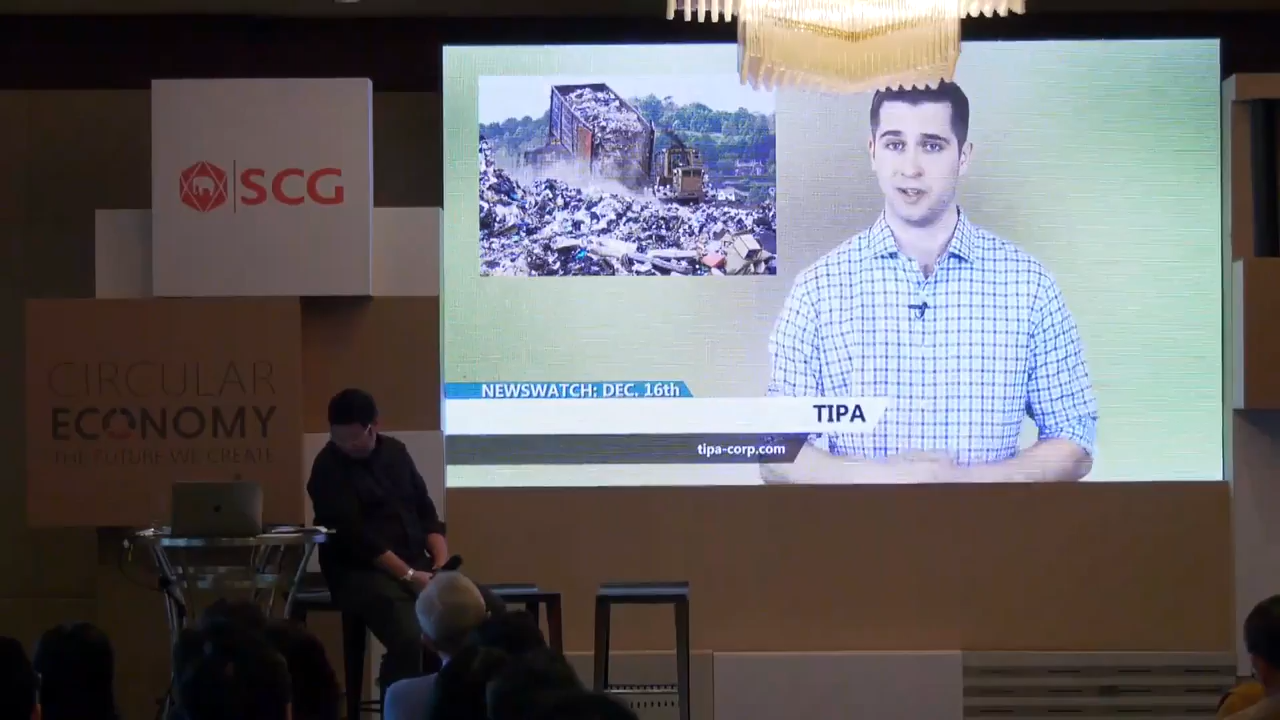 SCG
CIRCULAR
ECONOMY
THE FUTURE WE CREATE
NEWSWATCH: DEC. 16th
TIPA
tipa-corp.com